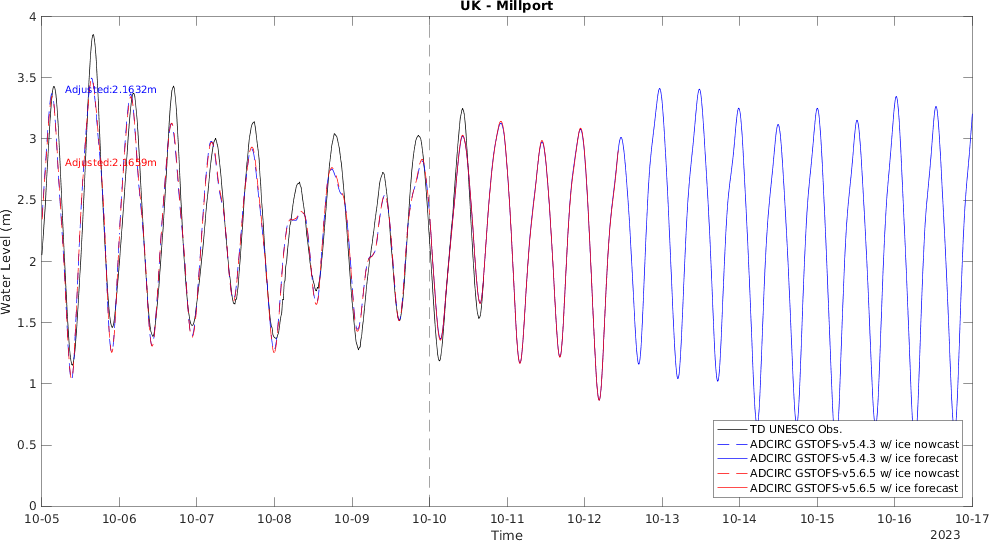 UK - Millport
4
3.5
3
2.5
2
1.5
1
0.5
0
Water Level (m)
Adjusted:2.1632m
Adjusted:2.1659m
TD UNESCO Obs.
ADCIRC GSTOFS-v5.4.3 w/ ice nowcast
ADCIRC GSTOFS-v5.4.3 w/ ice forecast
ADCIRC GSTOFS-v5.6.5 w/ ice nowcast
ADCIRC GSTOFS-v5.6.5 w/ ice forecast
10-05 10-06 10-07 10-08 10-09 10-10 10-11 10-12 10-13 10-14 10-15 10-16 10-17
Time
2023